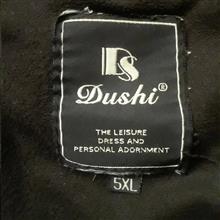 DS
Dushi®
THE LEISURE
DRESS AND
PERSONAL ADORNMENT
5XL